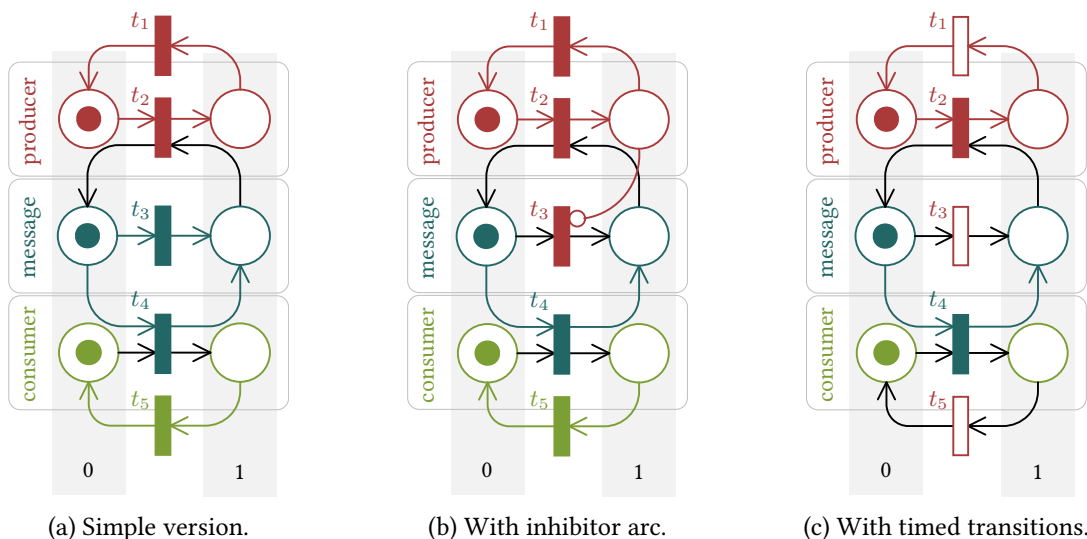 t1
t2
producer
t3
message
t4
consumer
t5
0 1
(a) Simple version.
t1
t2
producer
t3
message
t4
consumer
t5
0 1
(b) With inhibitor arc.
t1
t2
producer
t3
message
t4
consumer
t5
0 1
(c) With timed transitions.